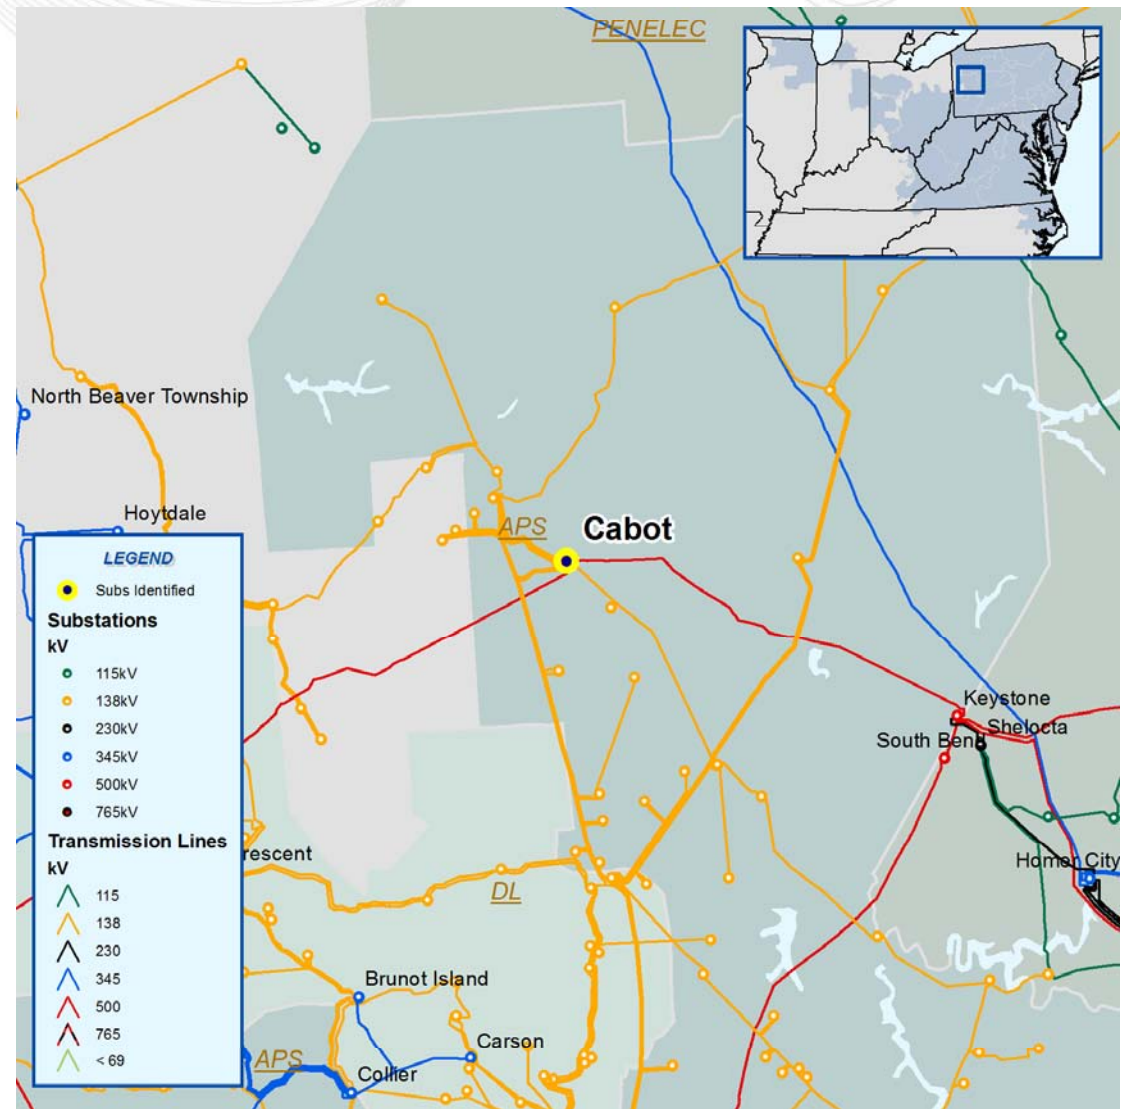 PENELEC
North Beaver Township
Hoytdale
APS
Cabot
LEGEND
Subs Identified
Substations
kV
115kV
138kV
230kV
345kV
500kV
765kV
Transmission Lines
kV
115
138
230
345
500
765
< 69
Keystone
Shelocta
South Bend
rescent
Homer City
DL
Brunot Island
Carson
APS
Collier